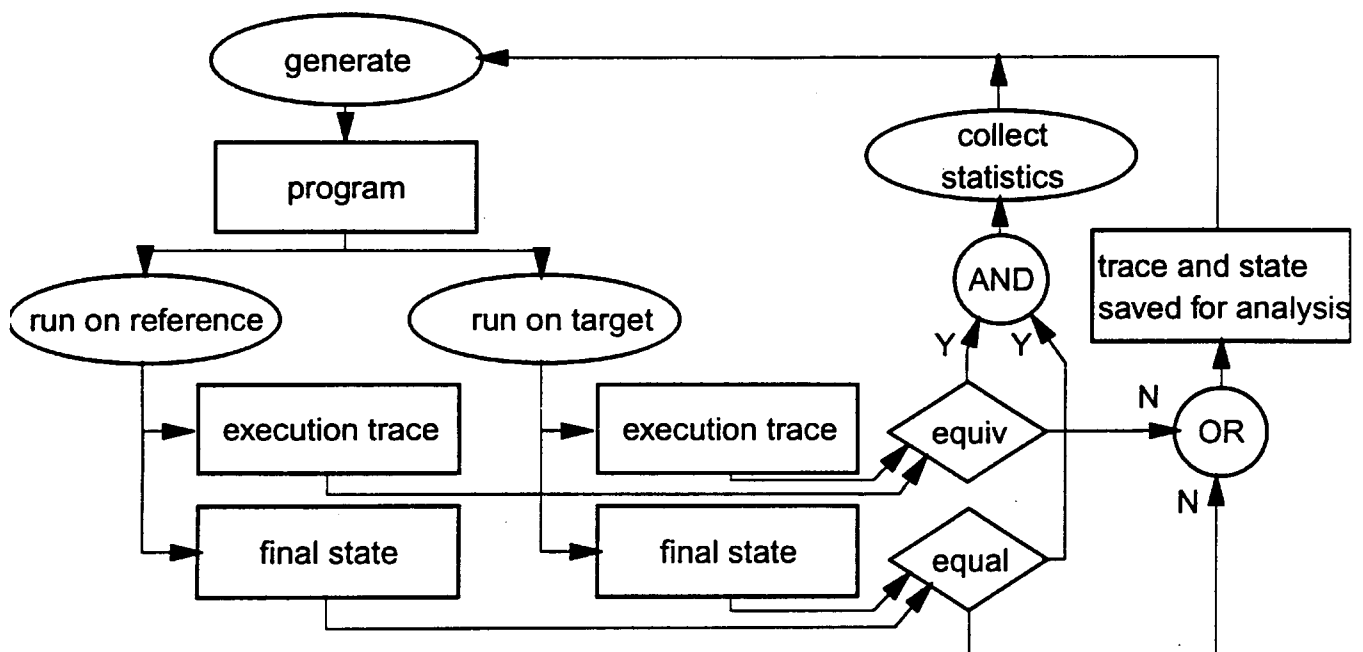 generate
collect
statistics
program
AND
trace and state
saved for analysis
run on reference
run on target
Y
Y
execution trace
execution trace
equiv
N
OR
N
final state
final state
equal